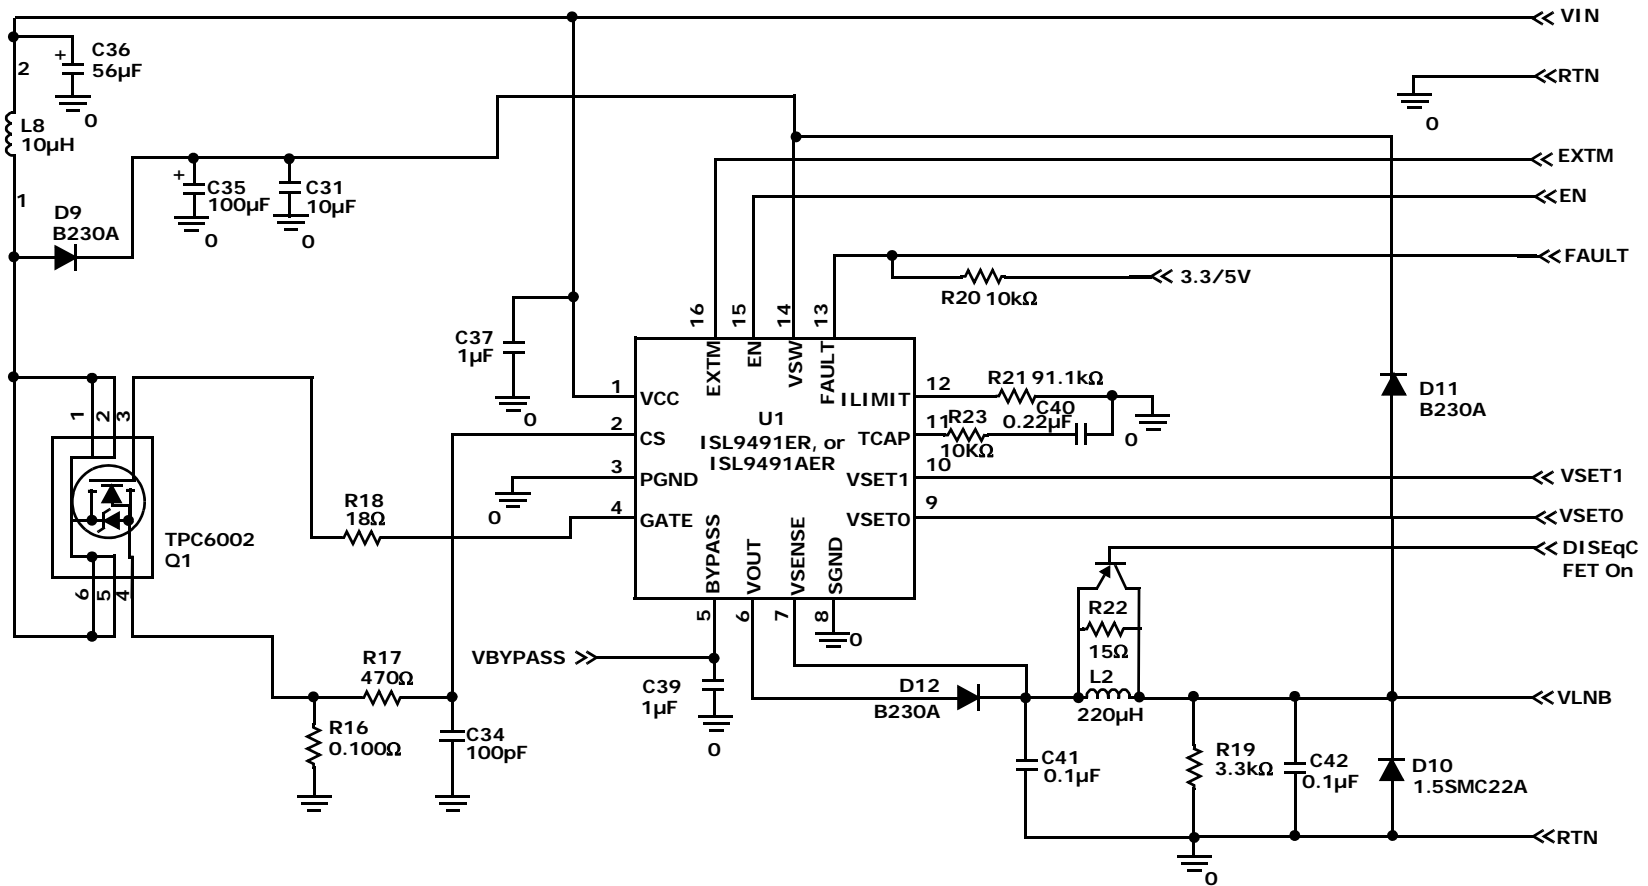 VIN
C36
56µF
2
0
RTN
0
L8
10µH
EXTM
1
C35
100µF
C31
10µF
EN
D9
B230A
0
0
FAULT
3.3/5V
R20 10kΩ
16
15
14
13
C37
1µF
EXTM
EN
VSW
FAULT
0
1
VCC
12
ILIMIT
R21 91.1kΩ
C40
0.22µF
D11
B230A
U1
ISL9491ER, or
ISL9491AER
2
CS
11
TCAP
R23
10KΩ
0
1
2
3
3
PGND
0
10
VSET1
VSET1
4
GATE
9
VSET0
VSET0
R18
18Ω
TPC6002
Q1
DISEqC
FET On
BYPASS
VOUT
VSENSE
SGND
6
5
4
5
6
7
8
0
R22
15Ω
VBYPASS
R17
470Ω
L2
220µH
C39
1µF
D12
B230A
VLNB
R16
0.100Ω
C34
100pF
0
C41
0.1µF
R19
3.3kΩ
C42
0.1µF
D10
1.5SMC22A
RTN
0